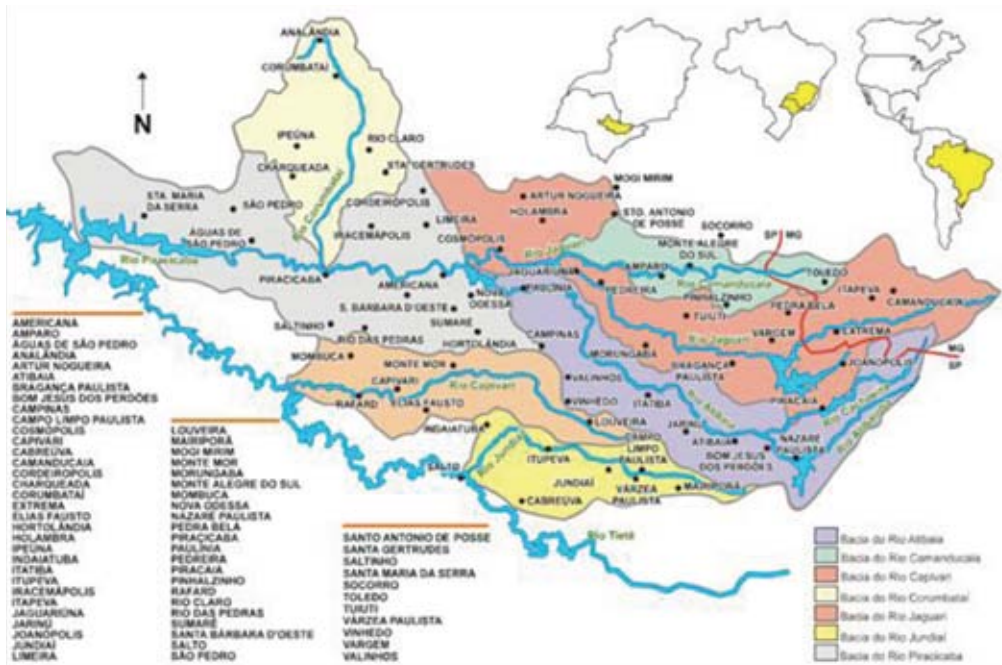 ANALÂNDIA
CORUMBATAÍ
N
IPEÚNA
RIO CLARO
CHARQUEADA
STA. GERTRUDES
Rio Corumbataí
STA. MARIA
DA SERRA
SÃO PEDRO
CORDEIRÓPOLIS
LIMEIRA
ÁGUAS DE
SÃO PEDRO
IRACEMÁPOLIS
COSMÓPOLIS
Rio Piracicaba
PIRACICABA
AMERICANA
S. BÁRBARA D'OESTE
NOVA
ODESSA
SUMARÉ
SALTINHO
RIO DAS PEDRAS
HORTOLÂNDIA
MOGI MIRIM
ARTUR NOGUEIRA
HOLAMBRA
STO. ANTONIO
DE POSSE
SOCORRO
SP MG
MONTE ALEGRE
DO SUL
Rio Jaguari
JAGUARIÚNA
AMPARO
TOLEDO
Rio Camanducaia
PAULÍNIA
PEDREIRA
PINHALZINHO
PEDRA BELA
ITAPEVA
CAMANDUCAIA
TUIUTI
VARGEM
EXTREMA
MG
SP
CAMPINAS
MORUNGABA
Rio Jaguari
BRAGANÇA
PAULISTA
JOANÓPOLIS
MOMBUCA
MONTE MOR
VALINHOS
CAPIVARI
Rio Capivari
RAFARD
ELIAS FAUSTO
VINHEDO
ITATIBA
Rio Atibaia
PIRACAIA
Rio Cachoeira
LOUVEIRA
JARINÚ
ATIBAIA
NAZARÉ
PAULISTA
BOM JESUS
DOS PERDÕES
INDAIATUBA
CAMPO
LIMPO
PAULISTA
Rio Jundiaí
ITUPEVA
SALTO
JUNDIAÍ
VÁRZEA
PAULISTA
MAIRIPORÃ
CABREÚVA
Rio Tietê
AMERICANA
AMPARO
ÁGUAS DE SÃO PEDRO
ANALÂNDIA
ARTUR NOGUEIRA
ATIBAIA
BRAGANÇA PAULISTA
BOM JESUS DOS PERDÕES
CAMPINAS
CAMPO LIMPO PAULISTA
COSMÓPOLIS
CAPIVARI
CABREÚVA
CAMANDUCAIA
CORDEIRÓPOLIS
CHARQUEADA
CORUMBATAÍ
EXTREMA
ELIAS FAUSTO
HORTOLÂNDIA
HOLAMBRA
IPEÚNA
INDAIATUBA
ITATIBA
ITUPEVA
IRACEMÁPOLIS
ITAPEVA
JAGUARIÚNA
JARINÚ
JOANÓPOLIS
JUNDIAÍ
LIMEIRA
LOUVEIRA
MAIRIPORÃ
MOGI MIRIM
MONTE MOR
MORUNGABA
MONTE ALEGRE DO SUL
MOMBUCA
NOVA ODESSA
NAZARÉ PAULISTA
PEDRA BELA
PIRACICABA
PAULÍNIA
PEDREIRA
PIRACAIA
PINHALZINHO
RAFARD
RIO CLARO
RIO DAS PEDRAS
SUMARÉ
SANTA BÁRBARA D'OESTE
SALTO
SÃO PEDRO
SANTO ANTONIO DE POSSE
SANTA GERTRUDES
SALTINHO
SANTA MARIA DA SERRA
SOCORRO
TOLEDO
TUIUTI
VÁRZEA PAULISTA
VINHEDO
VARGEM
VALINHOS
Bacia do Rio Atibaia
Bacia do Rio Camanducaia
Bacia do Rio Capivari
Bacia do Rio Corumbataí
Bacia do Rio Jaguari
Bacia do Rio Jundiaí
Bacia do Rio Piracicaba